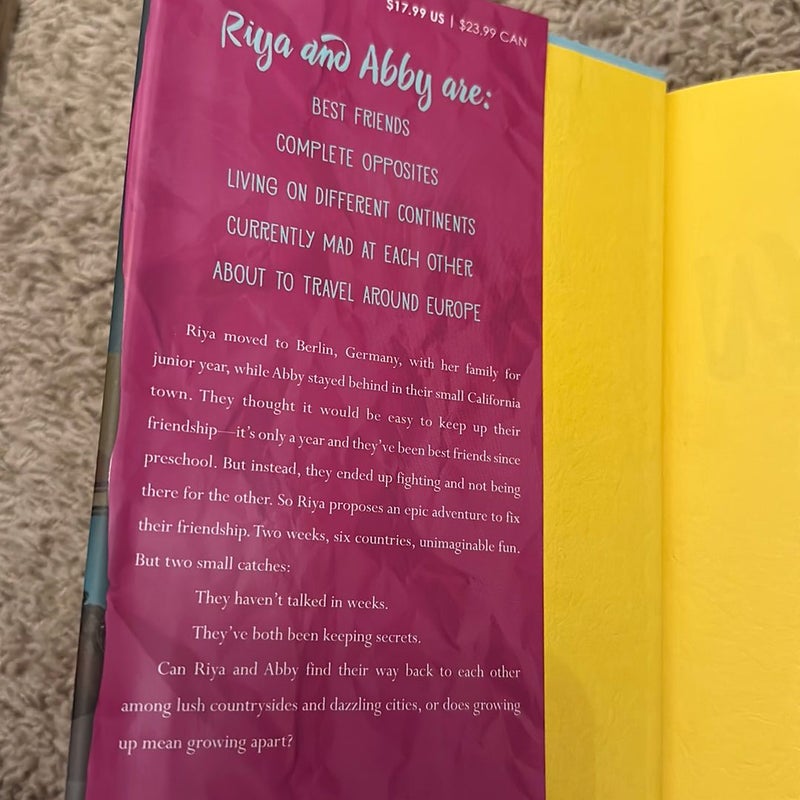 $17.99 US | $23.99 CAN
Riya and Abby are:
BEST FRIENDS
COMPLETE OPPOSITES
LIVING ON DIFFERENT CONTINENTS
CURRENTLY MAD AT EACH OTHER
ABOUT TO TRAVEL AROUND EUROPE
Riya moved to Berlin, Germany, with her family for
junior year, while Abby stayed behind in their small California
town. They thought it would be easy to keep up their
friendship—it's only a year and they've been best friends since
preschool. But instead, they ended up fighting and not being
there for the other. So Riya proposes an epic adventure to fix
their friendship. Two weeks, six countries, unimaginable fun.
But two small catches:
They haven't talked in weeks.
They've both been keeping secrets.
Can Riya and Abby find their way back to each other
among lush countrysides and dazzling cities, or does growing
up mean growing apart?